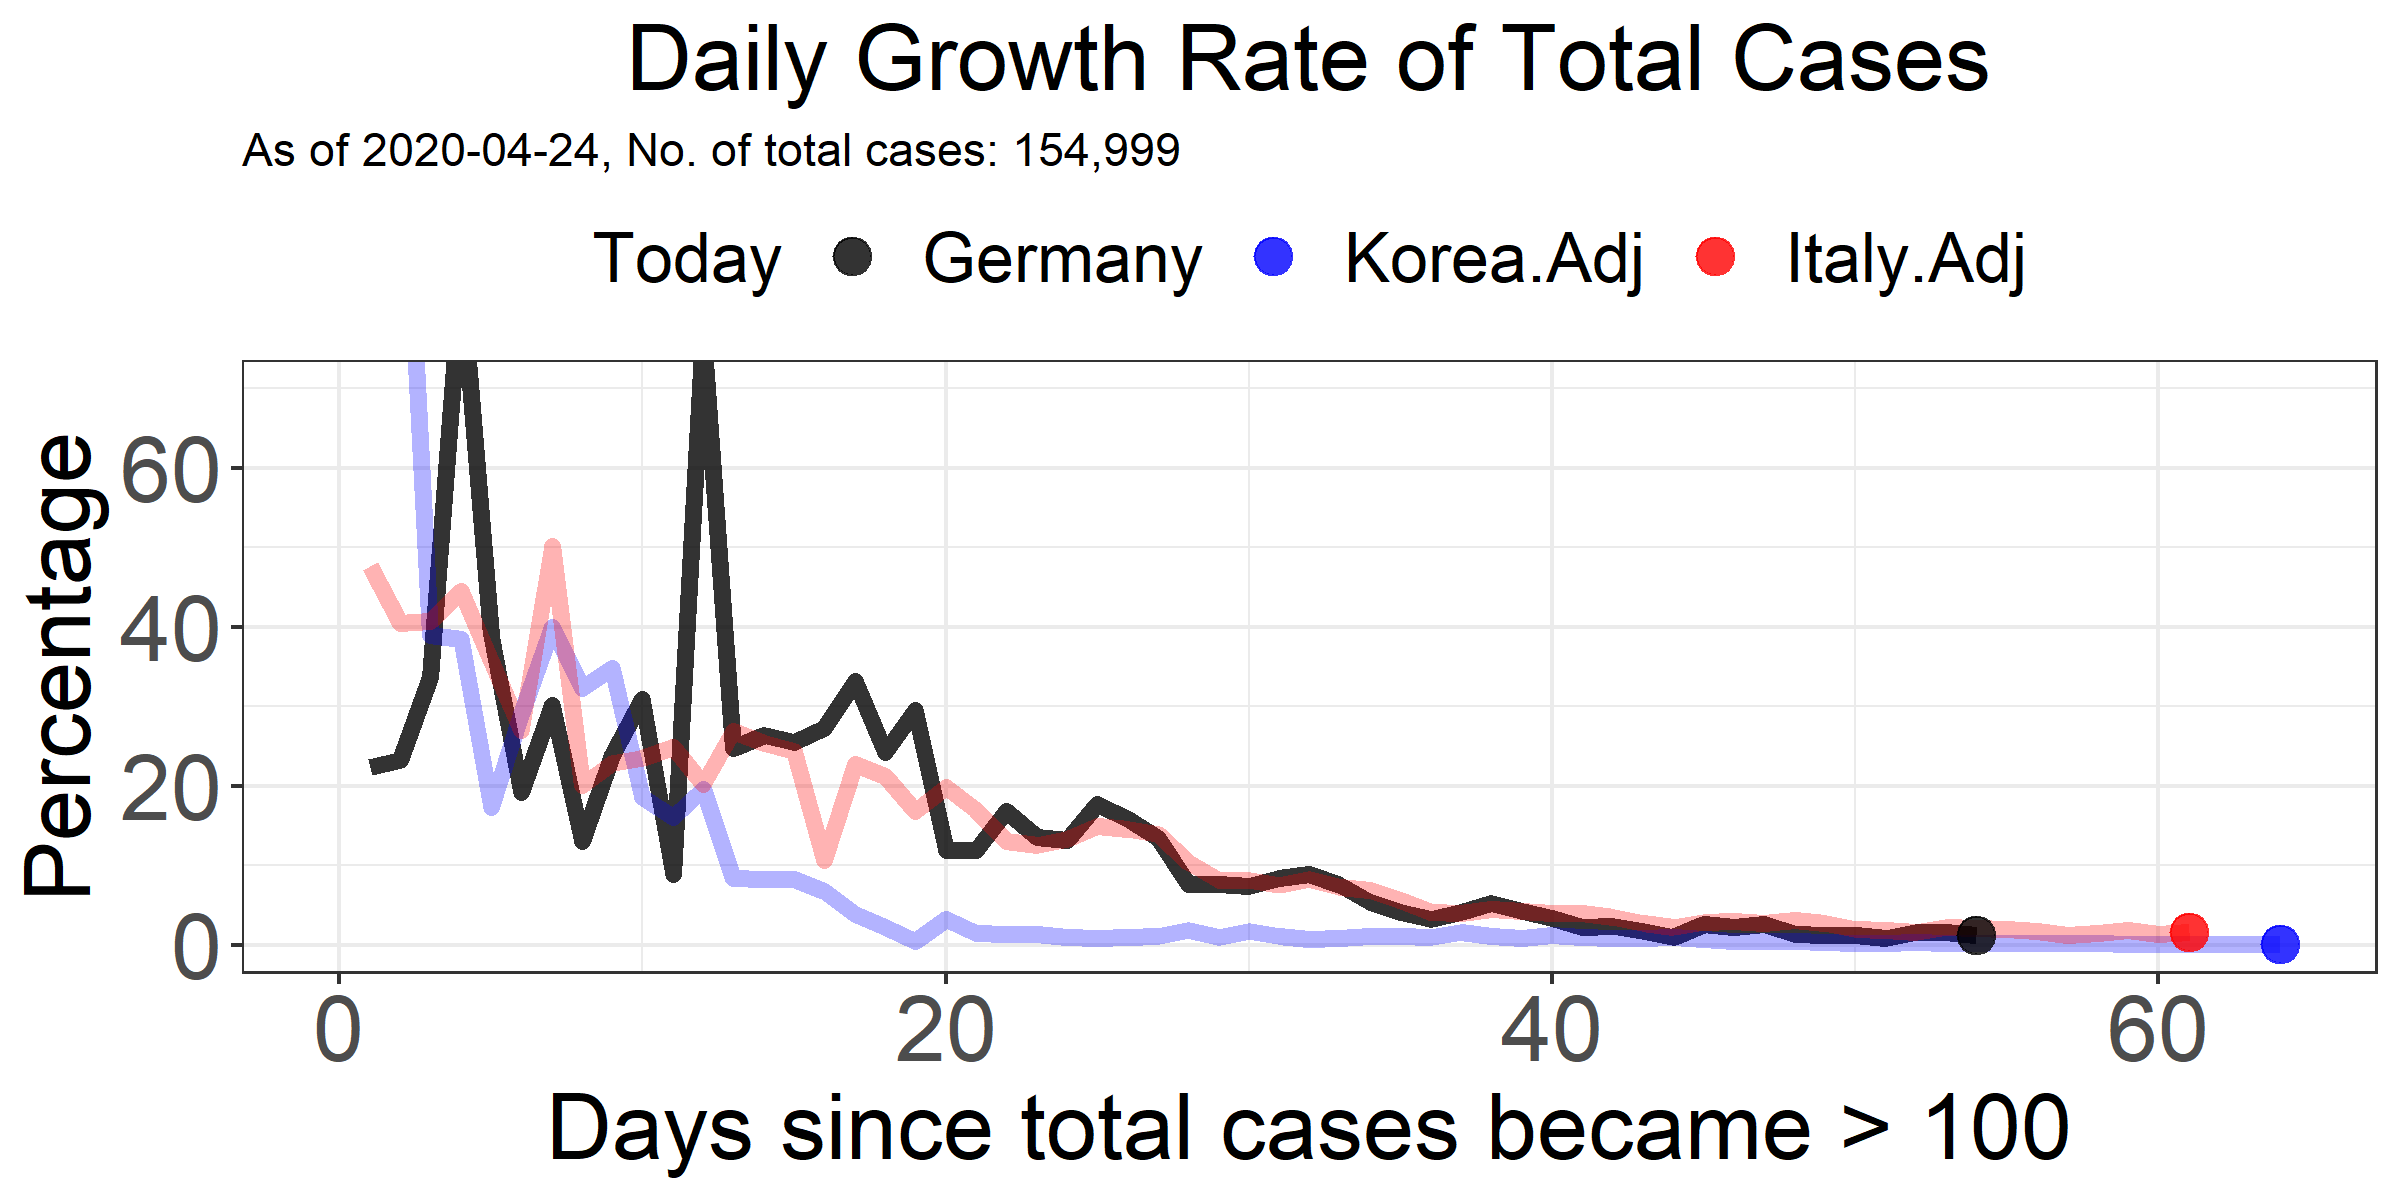 Daily Growth Rate of Total Cases
As of 2020-04-24, No. of total cases: 154,999
Today Germany Korea.Adj Italy.Adj
Percentage
60
40
20
0
0 20 40 60
Days since total cases became > 100